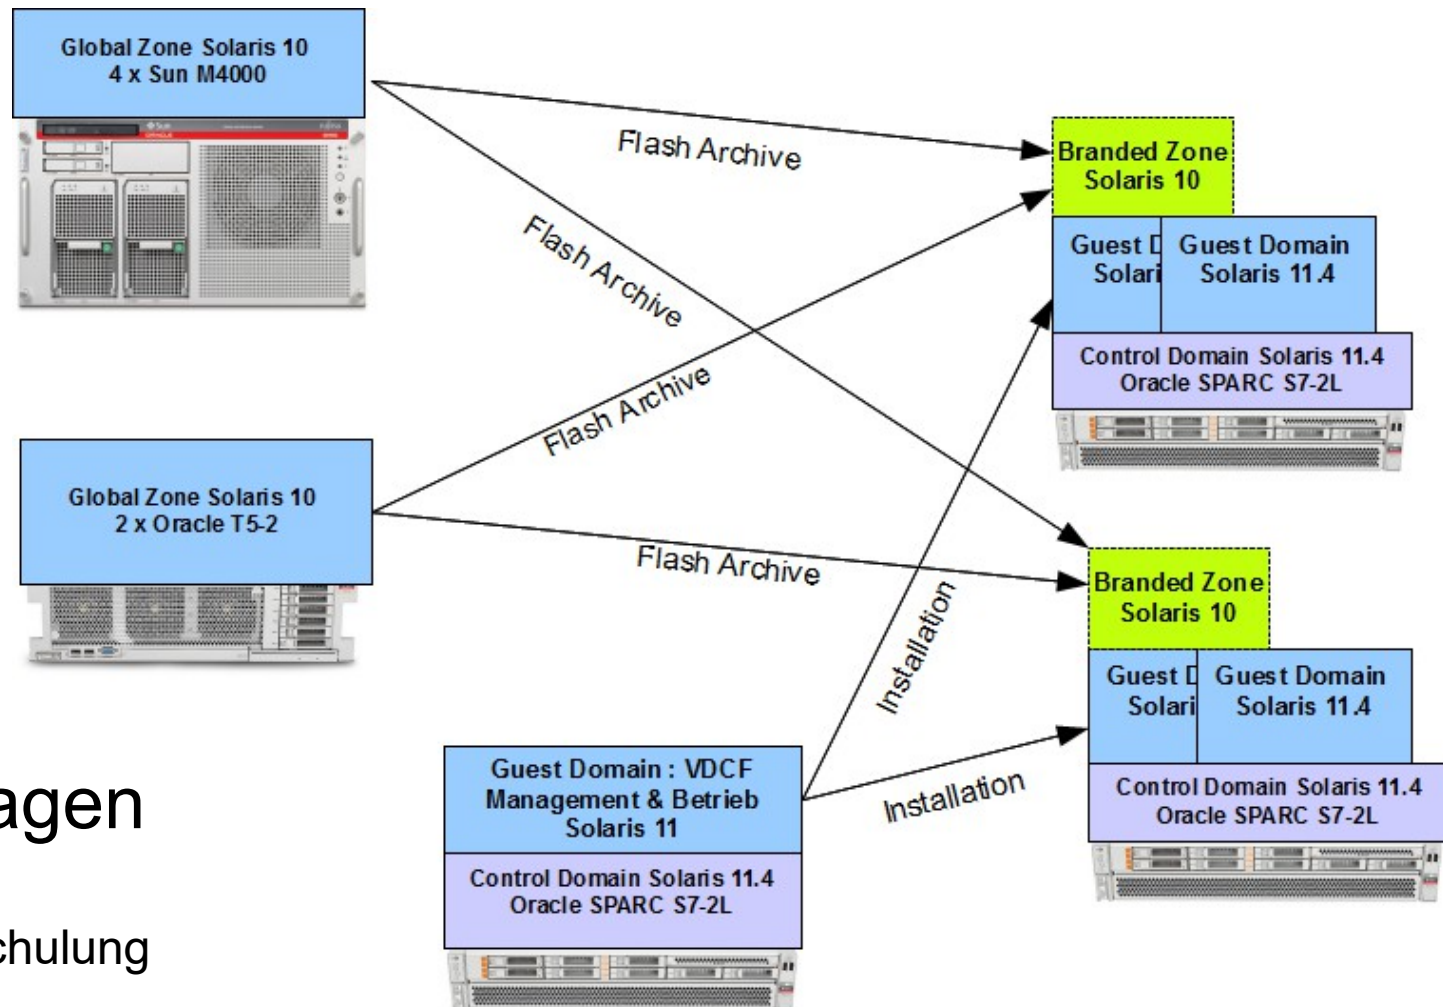 Global Zone Solaris 10
4 x Sun M4000
Flash Archive
Branded Zone
Solaris 10
Flash Archive
Guest D
Solari
Guest Domain
Solaris 11.4
Control Domain Solaris 11.4
Oracle SPARC S7-2L
Flash Archive
Global Zone Solaris 10
2 x Oracle T5-2
Flash Archive
Branded Zone
Solaris 10
Installation
Guest D
Solari
Guest Domain
Solaris 11.4
Guest Domain : VDCF
Management & Betrieb
Solaris 11
Installation
Control Domain Solaris 11.4
Oracle SPARC S7-2L
agen
Control Domain Solaris 11.4
Oracle SPARC S7-2L
chulung